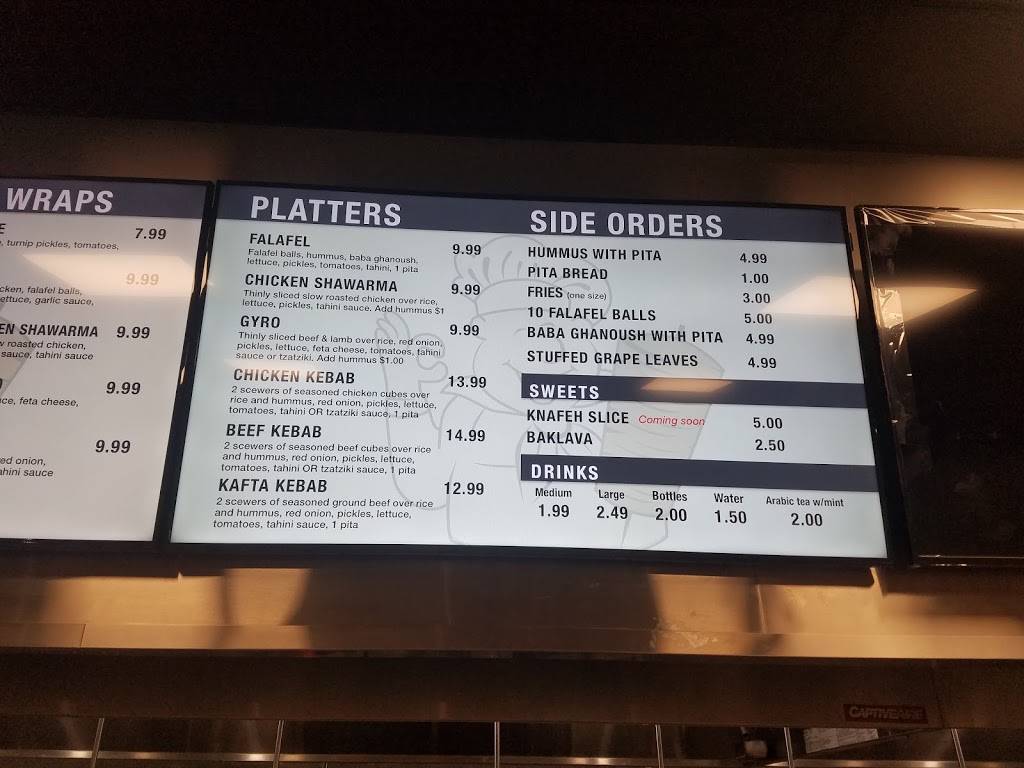 WRAPS
E 7.99
, turnip pickles, tomatoes,
9.99
cken, falafel balls,
ettuce, garlic sauce,
EN SHAWARMA 9.99
w roasted chicken,
sauce, tahini sauce
9.99
ce, feta cheese,
9.99
ed onion,
ahini sauce
PLATTERS
FALAFEL 9.99
Falafel balls, hummus, baba ghanoush,
lettuce, pickles, tomatoes, tahini, 1 pita
CHICKEN SHAWARMA 9.99
Thinly sliced slow roasted chicken over rice,
lettuce, pickles, tahini sauce. Add hummus $1
GYRO 9.99
Thinly sliced beef & lamb over rice, red onion,
pickles, lettuce, feta cheese, tomatoes, tahini
sauce or tzatziki. Add hummus $1.00
CHICKEN KEBAB 13.99
2 scewers of seasoned chicken cubes over
rice and hummus, red onion, pickles, lettuce,
tomatoes, tahini OR tzatziki sauce, 1 pita
BEEF KEBAB 14.99
2 scewers of seasoned beef cubes over rice
and hummus, red onion, pickles, lettuce,
tomatoes, tahini OR tzatziki sauce, 1 pita
KAFTA KEBAB 12.99
2 scewers of seasoned ground beef over rice
and hummus, red onion, pickles, lettuce,
tomatoes, tahini sauce, 1 pita
SIDE ORDERS
HUMMUS WITH PITA 4.99
PITA BREAD 1.00
FRIES (one size) 3.00
10 FALAFEL BALLS 5.00
BABA GHANOUSH WITH PITA 4.99
STUFFED GRAPE LEAVES 4.99
SWEETS
KNAFEH SLICE Coming soon 5.00
BAKLAVA 2.50
DRINKS
Medium Large Bottles Water Arabic tea w/mint
1.99 2.49 2.00 1.50 2.00
CAPTIVEAIRE